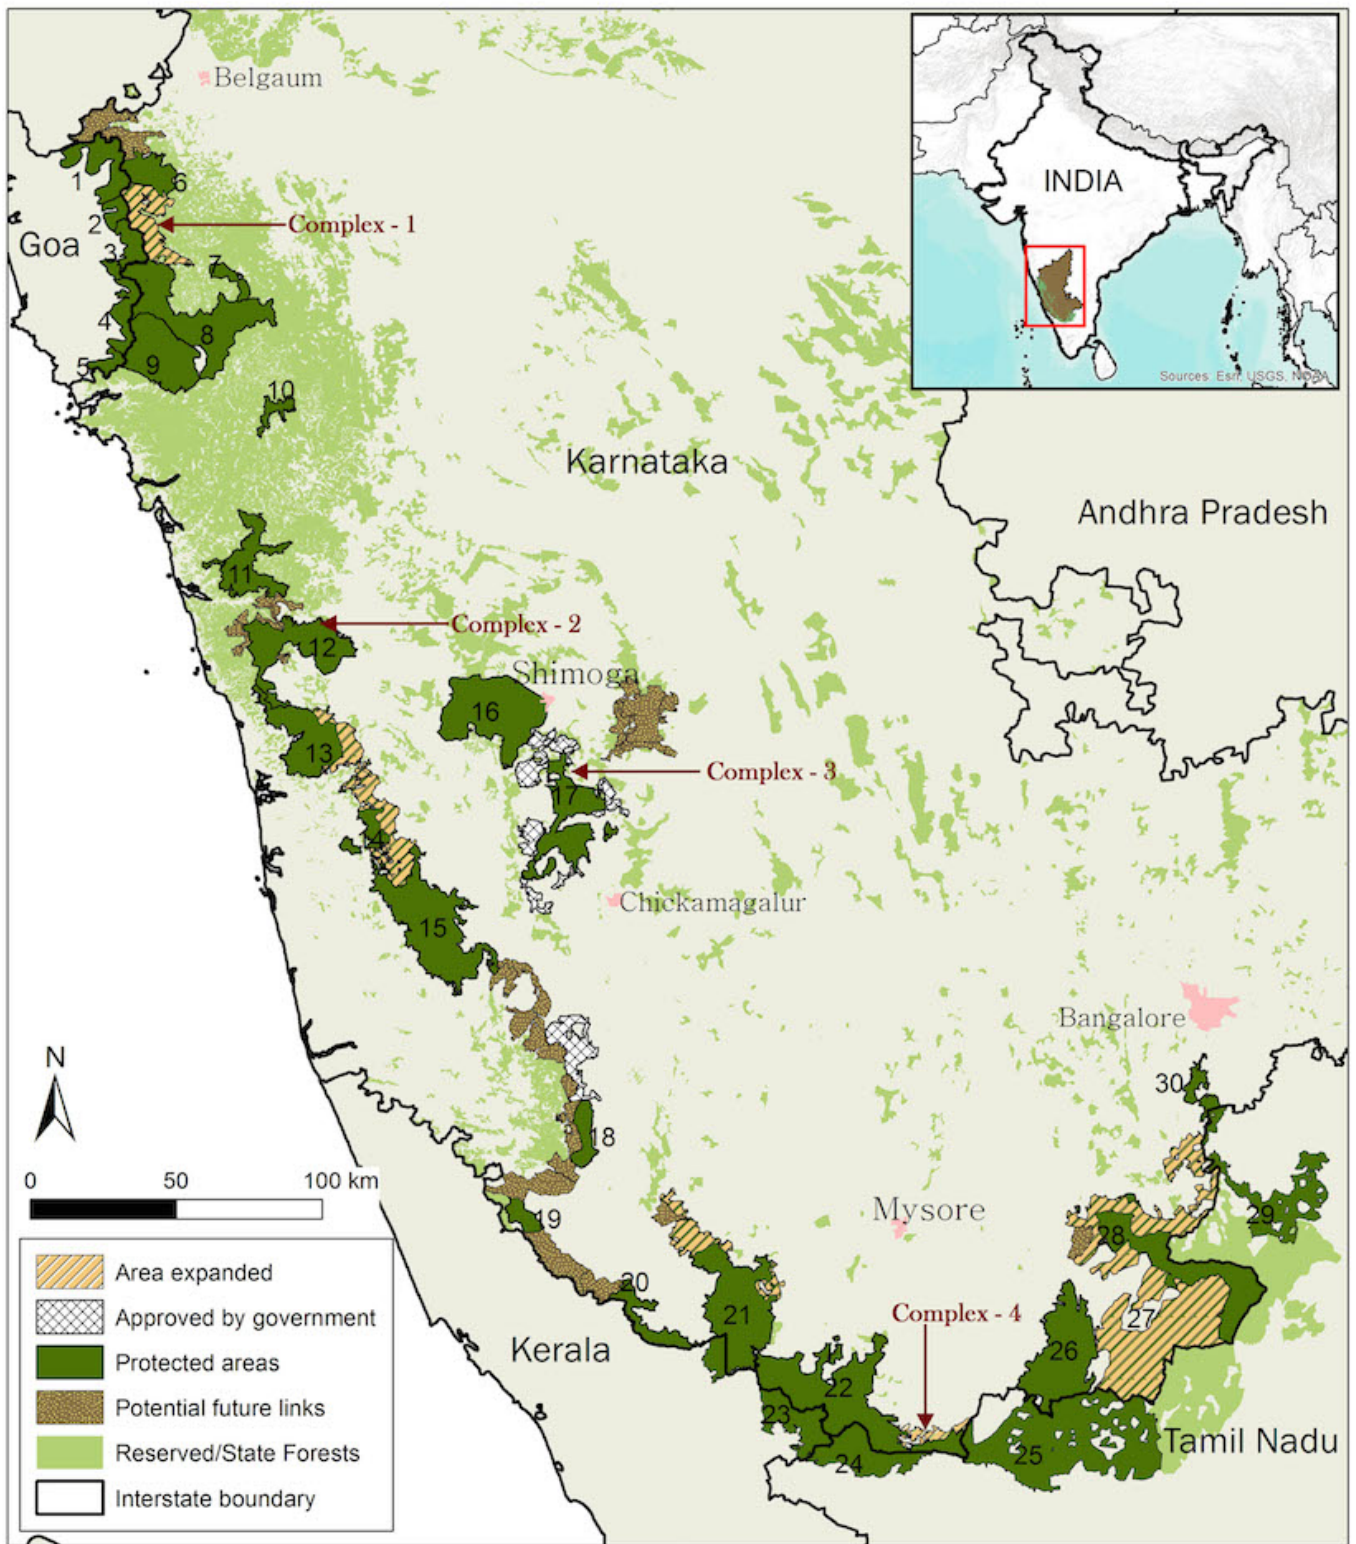 Belgaum
INDIA
Sources: Esri, USGS, NOAA
1
6
2
Complex - 1
Goa
3
7
4
8
5
9
10
Karnataka
Andhra Pradesh
11
Complex - 2
12
Shimoga
16
13
Complex - 3
17
14
Chickamagalur
15
Bangalore
N
30
18
0 50 100 km
Mysore
19
29
28
20
Area expanded
Approved by government
Protected areas
Potential future links
Reserved/State Forests
Interstate boundary
21
Complex - 4
27
Kerala
26
22
23
24
25
Tamil Nadu